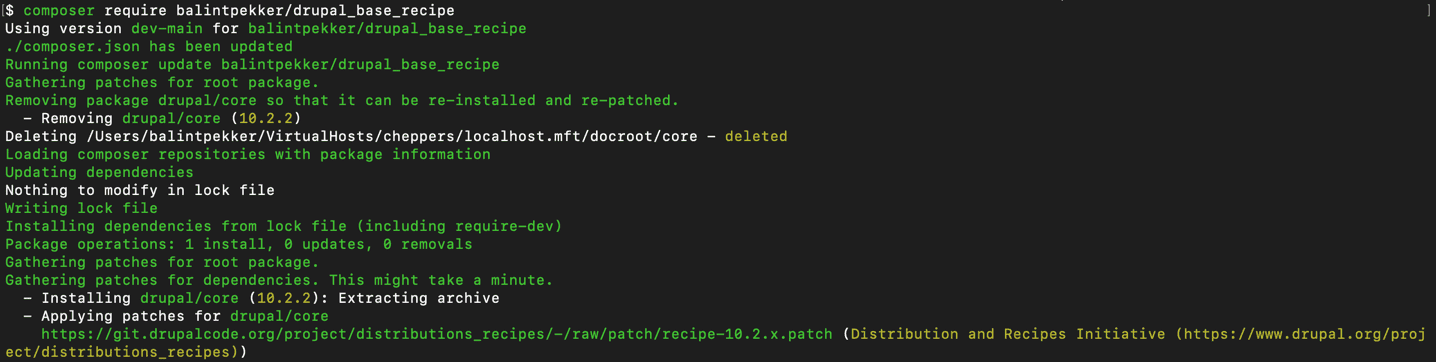 [$ composer require balintpekker/drupal_base_recipe ]
Using version dev-main for balintpekker/drupal_base_recipe
./composer.json has been updated
Running composer update balintpekker/drupal_base_recipe
Gathering patches for root package.
Removing package drupal/core so that it can be re-installed and re-patched.
  - Removing drupal/core (10.2.2)
Deleting /Users/balintpekker/VirtualHosts/cheppers/localhost.mft/docroot/core - deleted
Loading composer repositories with package information
Updating dependencies
Nothing to modify in lock file
Writing lock file
Installing dependencies from lock file (including require-dev)
Package operations: 1 install, 0 updates, 0 removals
Gathering patches for root package.
Gathering patches for dependencies. This might take a minute.
  - Installing drupal/core (10.2.2): Extracting archive
  - Applying patches for drupal/core
    https://git.drupalcode.org/project/distributions_recipes/-/raw/patch/recipe-10.2.x.patch (Distribution and Recipes Initiative (https://www.drupal.org/proj
ect/distributions_recipes))